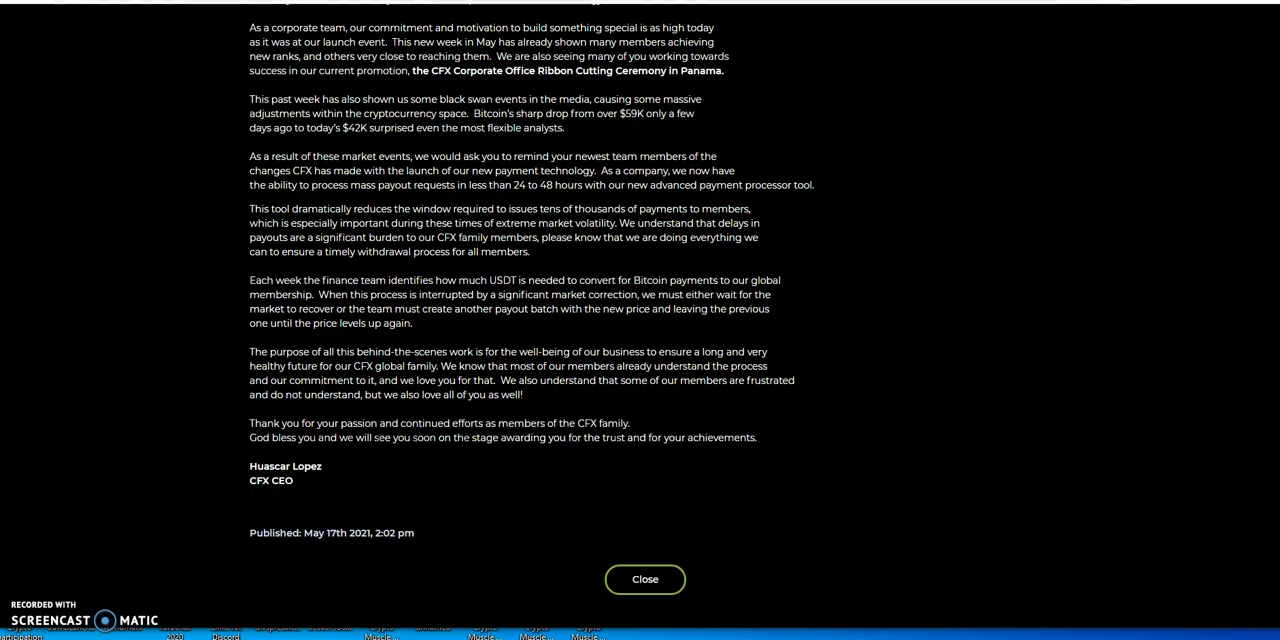 As a corporate team, our commitment and motivation to build something special is as high today
as it was at our launch event.  This new week in May has already shown many members achieving
new ranks, and others very close to reaching them.  We are also seeing many of you working towards
success in our current promotion, the CFX Corporate Office Ribbon Cutting Ceremony in Panama.
This past week has also shown us some black swan events in the media, causing some massive
adjustments within the cryptocurrency space.  Bitcoin's sharp drop from over $59K only a few
days ago to today's $42K surprised even the most flexible analysts.
As a result of these market events, we would ask you to remind your newest team members of the
changes CFX has made with the launch of our new payment technology.  As a company, we now have
the ability to process mass payout requests in less than 24 to 48 hours with our new advanced payment processor tool.
This tool dramatically reduces the window required to issues tens of thousands of payments to members,
which is especially important during these times of extreme market volatility. We understand that delays in
payouts are a significant burden to our CFX family members, please know that we are doing everything we
can to ensure a timely withdrawal process for all members.
Each week the finance team identifies how much USDT is needed to convert for Bitcoin payments to our global
membership.  When this process is interrupted by a significant market correction, we must either wait for the
market to recover or the team must create another payout batch with the new price and leaving the previous
one until the price levels up again.
The purpose of all this behind-the-scenes work is for the well-being of our business to ensure a long and very
healthy future for our CFX global family. We know that most of our members already understand the process
and our commitment to it, and we love you for that.  We also understand that some of our members are frustrated
and do not understand, but we also love all of you as well!
Thank you for your passion and continued efforts as members of the CFX family.
God bless you and we will see you soon on the stage awarding you for the trust and for your achievements.
Huascar Lopez
CFX CEO
Published: May 17th 2021, 2:02 pm
Close
RECORDED WITH
SCREENCAST MATIC
Crypto Crypto Crypto
participation 2020 Discord Muscle ... Muscle ... Muscle ... Muscle ...